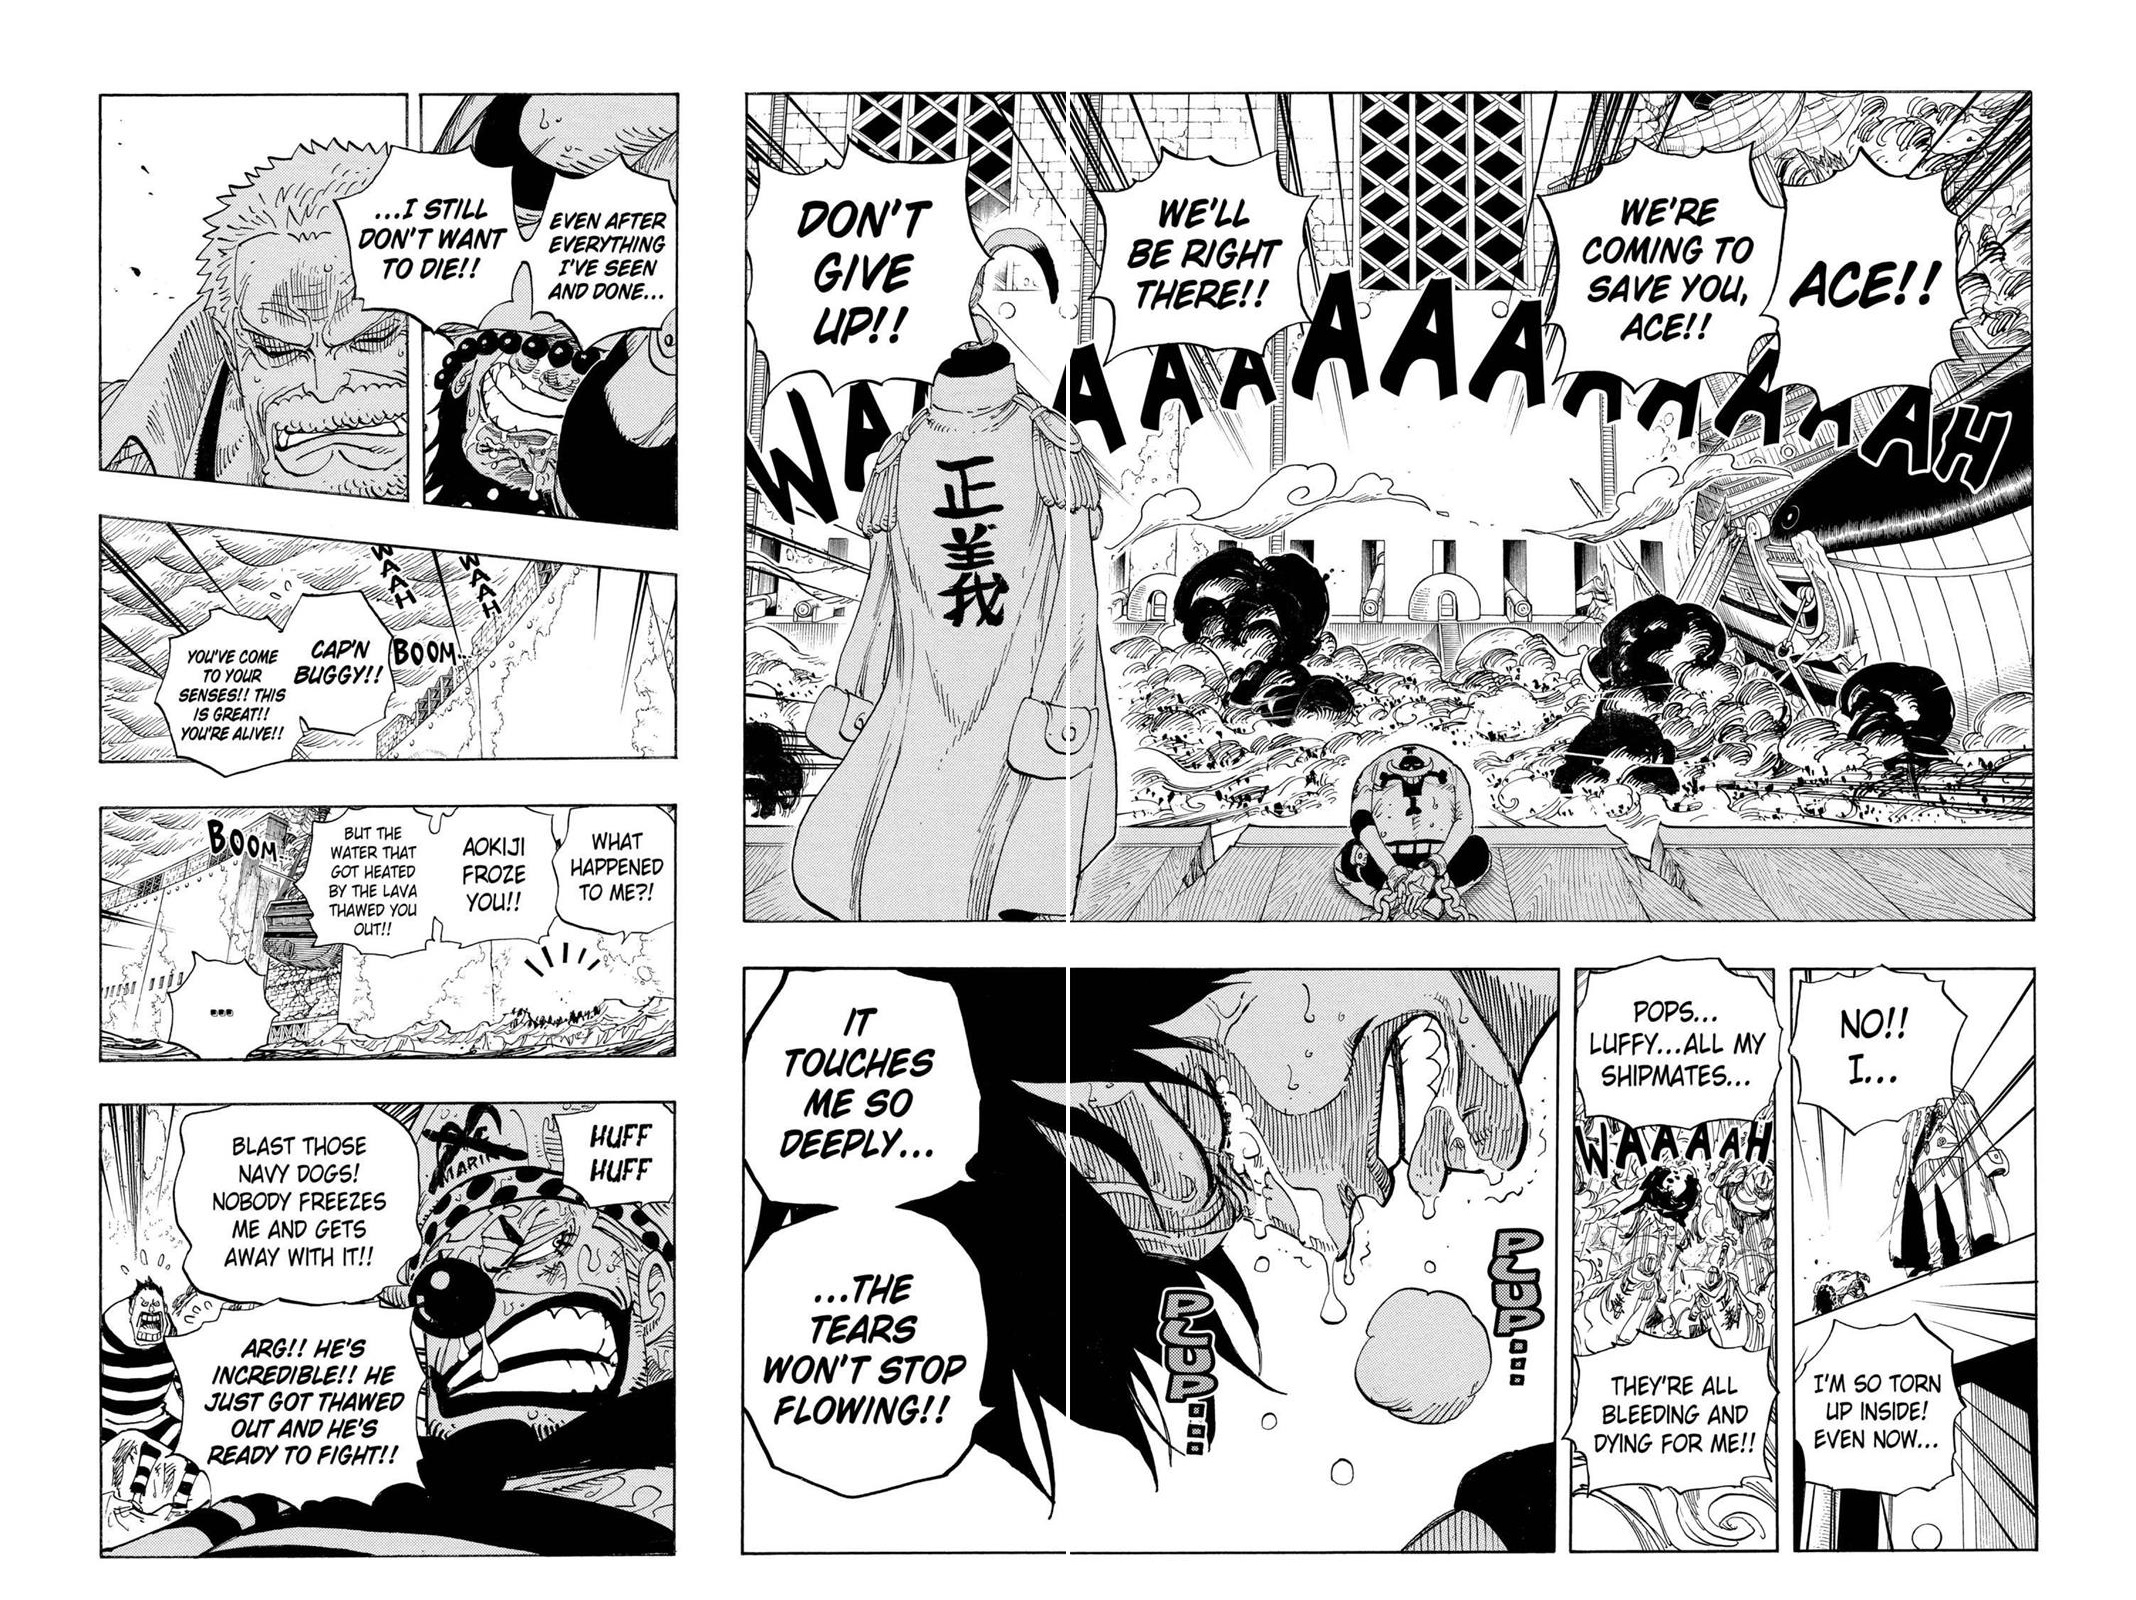 ACE!!
WE'RE
COMING TO
SAVE YOU,
ACE!!
WE'LL
BE RIGHT
THERE!!
DON'T
GIVE
UP!!
WAAAAAAAAAAAAAH
正義
NO!!
I...
I'M SO TORN
UP INSIDE!
EVEN NOW...
POPS...
LUFFY...ALL MY
SHIPMATES...
WAAAAAH
THEY'RE ALL
BLEEDING AND
DYING FOR ME!!
PLUP...
PLUP...
IT
TOUCHES
ME SO
DEEPLY...
...THE
TEARS
WON'T STOP
FLOWING!!
EVEN AFTER
EVERYTHING
I'VE SEEN
AND DONE...
...I STILL
DON'T WANT
TO DIE!!
WAAH
WAAH
BOOM...
CAP'N
BUGGY!!
YOU'VE COME
TO YOUR
SENSES!! THIS
IS GREAT!!
YOU'RE ALIVE!!
WHAT
HAPPENED
TO ME?!
AOKIJI
FROZE
YOU!!
BUT THE
WATER THAT
GOT HEATED
BY THE LAVA
THAWED YOU
OUT!!
BOOM...
...
HUFF
HUFF
MARIN
BLAST THOSE
NAVY DOGS!
NOBODY FREEZES
ME AND GETS
AWAY WITH IT!!
ARG!! HE'S
INCREDIBLE!! HE
JUST GOT THAWED
OUT AND HE'S
READY TO FIGHT!!